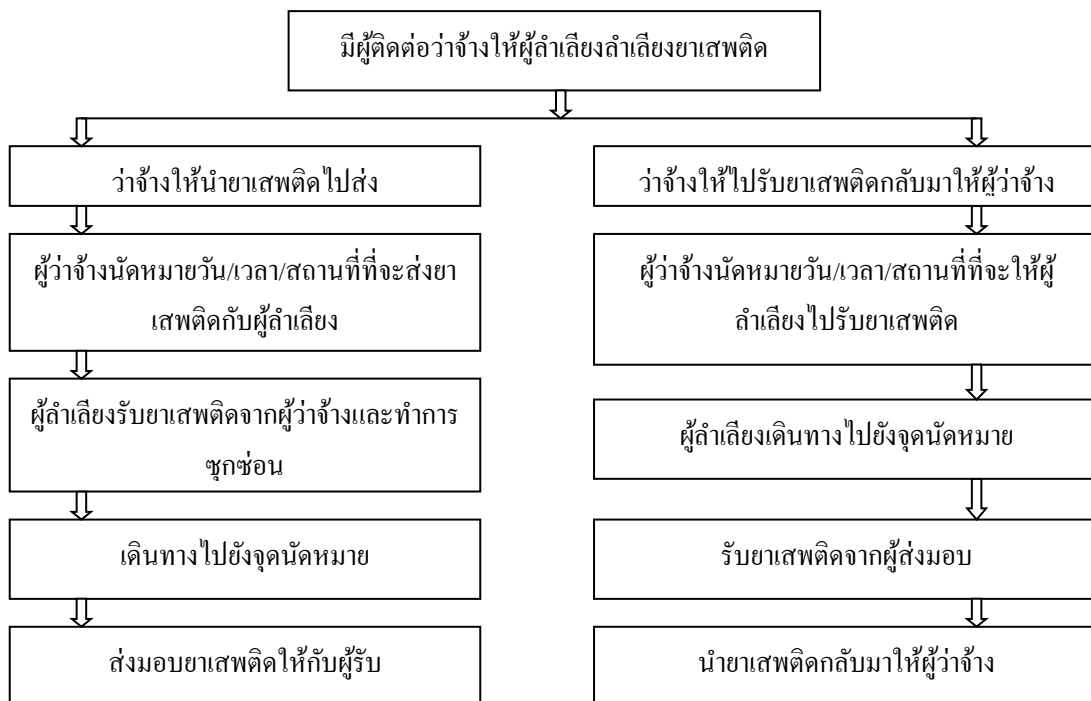 มีผู้ติดต่อว่าจ้างให้ผู้ลำเลียงลำเลียงยาเสพติด
ว่าจ้างให้นำยาเสพติดไปส่ง
ว่าจ้างให้ไปรับยาเสพติดกลับมาให้ผู้ว่าจ้าง
ผู้ว่าจ้างนัดหมายวัน/เวลา/สถานที่ที่จะส่งยา
เสพติดกับผู้ลำเลียง
ผู้ว่าจ้างนัดหมายวัน/เวลา/สถานที่ที่จะให้ผู้
ลำเลียงไปรับยาเสพติด
ผู้ลำเลียงรับยาเสพติดจากผู้ว่าจ้างและทำการ
ซุกซ่อน
ผู้ลำเลียงเดินทางไปยังจุดนัดหมาย
เดินทางไปยังจุดนัดหมาย
รับยาเสพติดจากผู้ส่งมอบ
ส่งมอบยาเสพติดให้กับผู้รับ
นำยาเสพติดกลับมาให้ผู้ว่าจ้าง